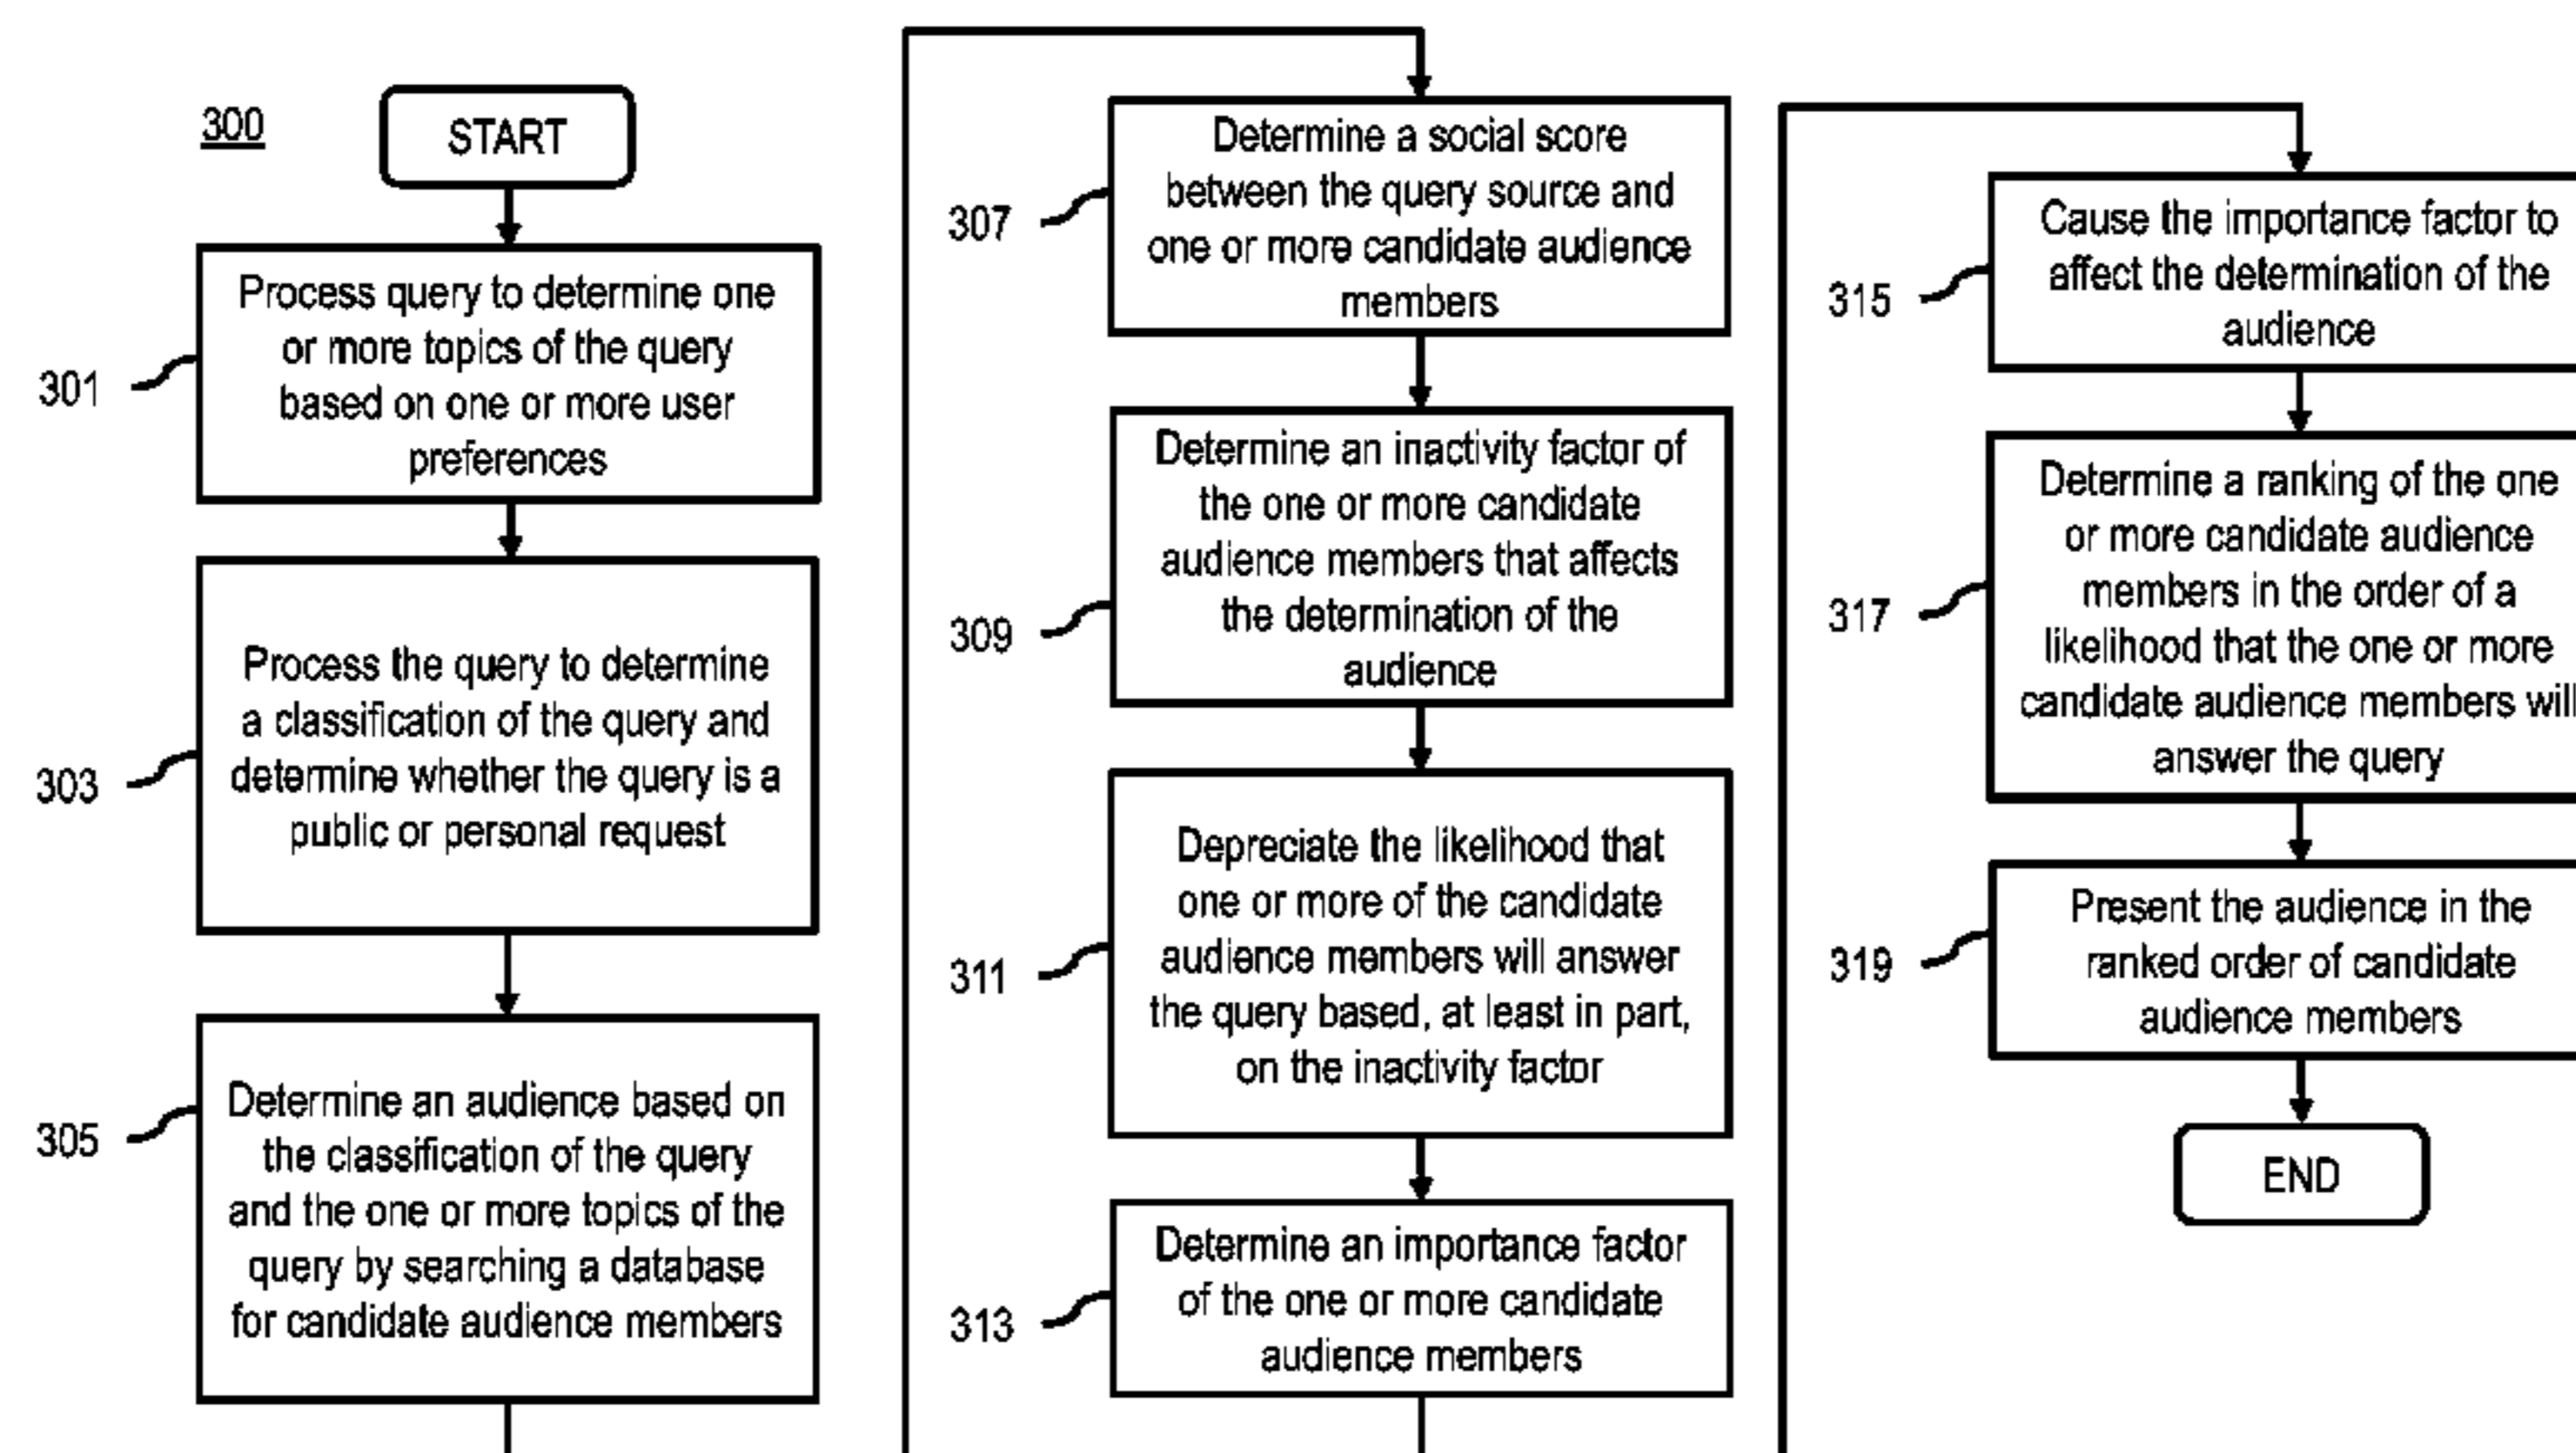 300
START
301
Process query to determine one
or more topics of the query
based on one or more user
preferences
303
Process the query to determine
a classification of the query and
determine whether the query is a
public or personal request
305
Determine an audience based on
the classification of the query
and the one or more topics of the
query by searching a database
for candidate audience members
307
Determine a social score
between the query source and
one or more candidate audience
members
309
Determine an inactivity factor of
the one or more candidate
audience members that affects
the determination of the
audience
311
Depreciate the likelihood that
one or more of the candidate
audience members will answer
the query based, at least in part,
on the inactivity factor
313
Determine an importance factor
of the one or more candidate
audience members
315
Cause the importance factor to
affect the determination of the
audience
317
Determine a ranking of the one
or more candidate audience
members in the order of a
likelihood that the one or more
candidate audience members will
answer the query
319
Present the audience in the
ranked order of candidate
audience members
END